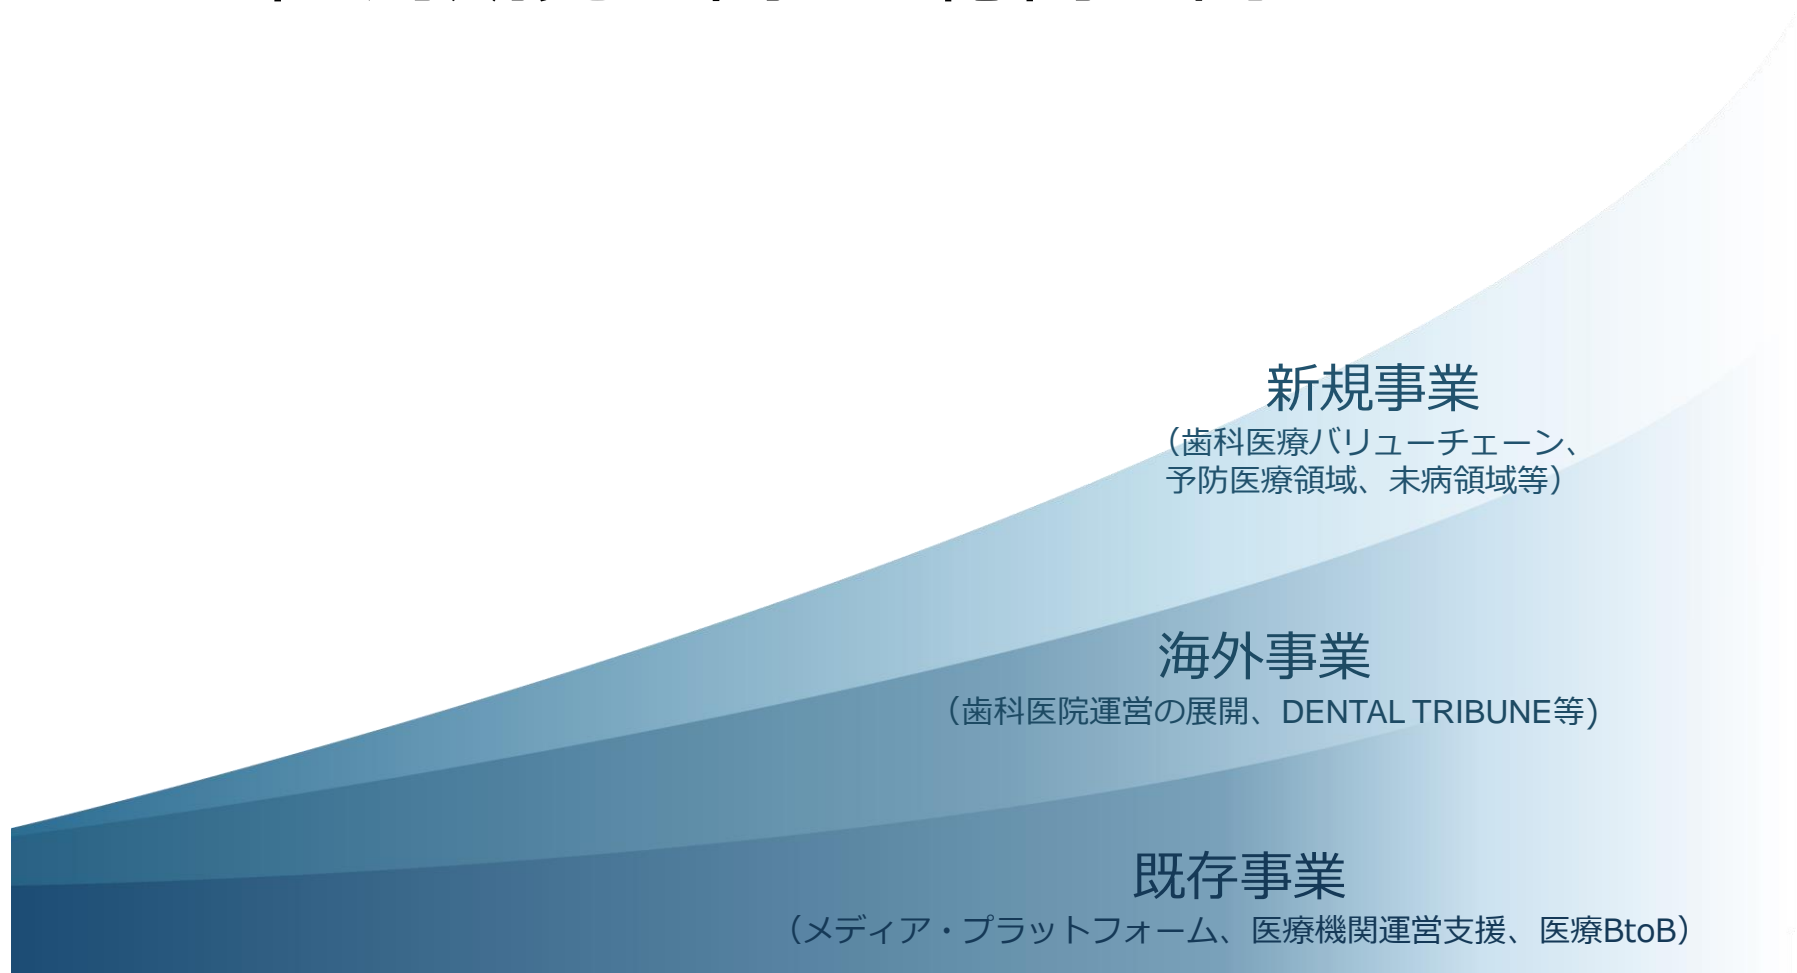 新規事業
（歯科医療バリューチェーン、
予防医療領域、未病領域等）
海外事業
（歯科医院運営の展開、DENTAL TRIBUNE等)
既存事業
（メディア・プラットフォーム、医療機関運営支援、医療BtoB）